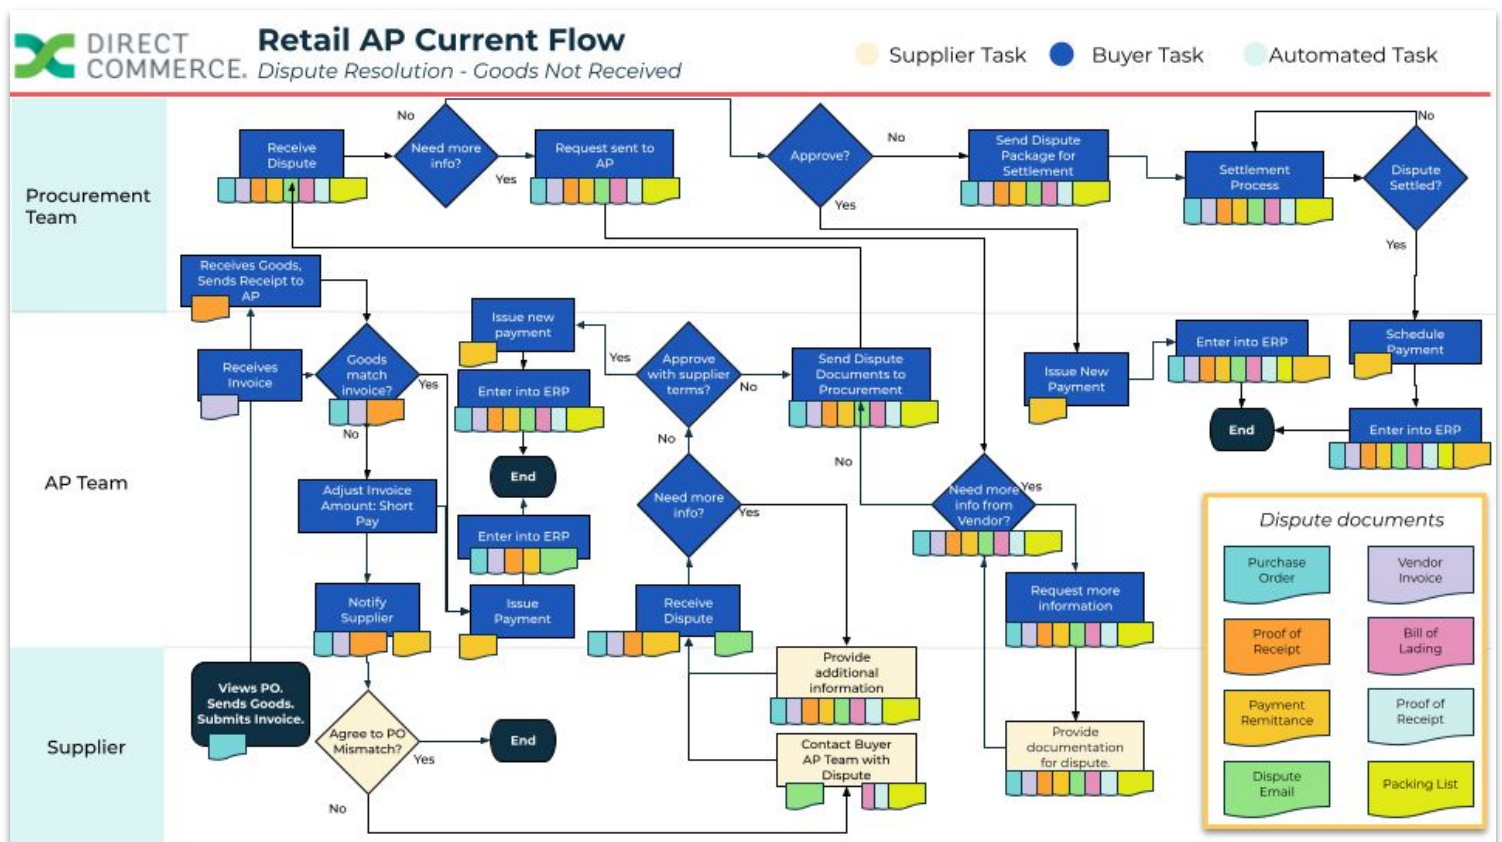 DIRECT
COMMERCE.
Retail AP Current Flow
Dispute Resolution - Goods Not Received
Supplier Task
Buyer Task
Automated Task
Procurement
Team
Receive
Dispute
No
Need more
info?
Yes
Request sent to
AP
Approve?
No
Yes
Send Dispute
Package for
Settlement
Settlement
Process
No
Dispute
Settled?
Yes
Receives Goods,
Sends Receipt to
AP
AP Team
Receives
Invoice
Goods
match
invoice?
Yes
No
Issue new
payment
Enter into ERP
End
Enter into ERP
Issue
Payment
Adjust Invoice
Amount: Short
Pay
Notify
Supplier
Yes
Approve
with supplier
terms?
No
No
Need more
info?
Yes
Receive
Dispute
Send Dispute
Documents to
Procurement
No
Need more
info from
Vendor?
Yes
Request more
information
Issue New
Payment
Enter into ERP
End
Schedule
Payment
Enter into ERP
Supplier
Views PO.
Sends Goods.
Submits Invoice.
Agree to PO
Mismatch?
Yes
No
End
Provide
additional
information
Contact Buyer
AP Team with
Dispute
Provide
documentation
for dispute.
Dispute documents
Purchase
Order
Vendor
Invoice
Proof of
Receipt
Bill of
Lading
Payment
Remittance
Proof of
Receipt
Dispute
Email
Packing List